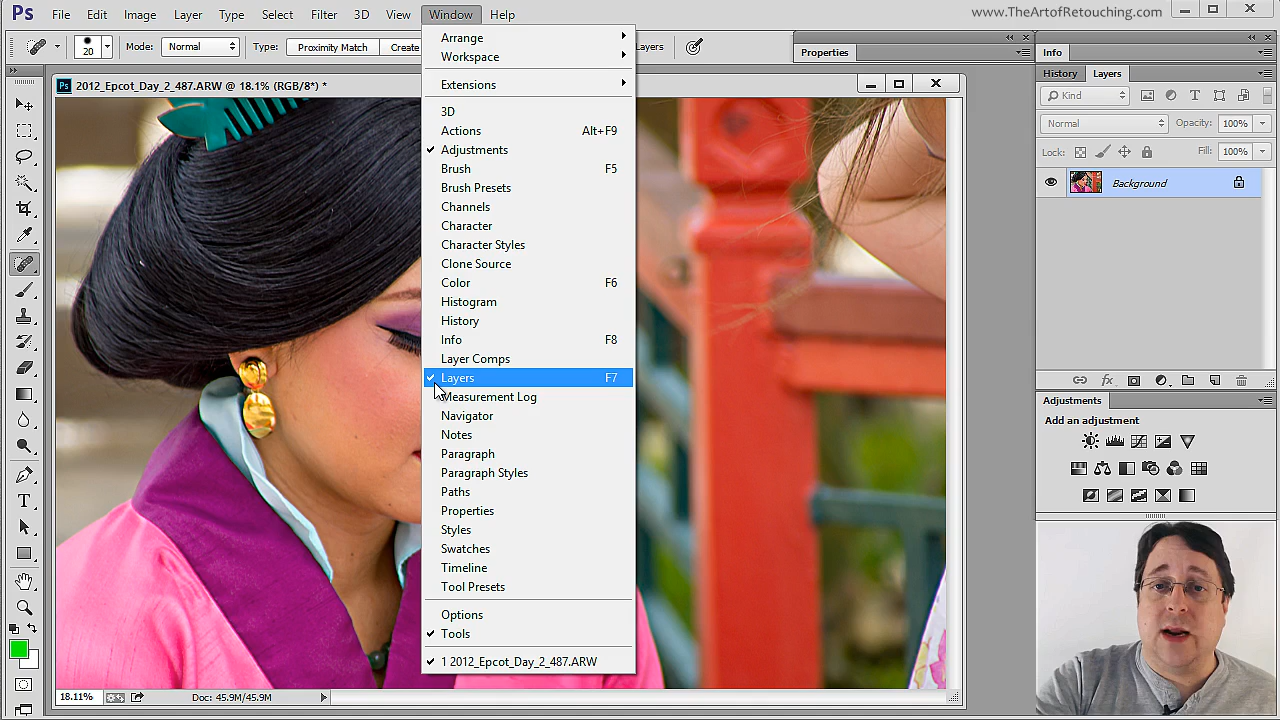 Ps File Edit Image Layer Type Select Filter 3D View Window Help
www.TheArtofRetouching.com
20 Mode: Normal Type: Proximity Match Create
Layers
Properties
Info
Ps 2012_Epcot_Day_2_487.ARW @ 18.1% (RGB/8*) *
History Layers
Kind
Normal Opacity: 100%
Lock: Fill: 100%
Background
Arrange
Workspace
Extensions
3D
Actions Alt+F9
Adjustments
Brush F5
Brush Presets
Channels
Character
Character Styles
Clone Source
Color F6
Histogram
History
Info F8
Layer Comps
Layers F7
Measurement Log
Navigator
Notes
Paragraph
Paragraph Styles
Paths
Properties
Styles
Swatches
Timeline
Tool Presets
Options
Tools
1 2012_Epcot_Day_2_487.ARW
fx
Adjustments
Add an adjustment
T
18.11% Doc: 45.9M/45.9M